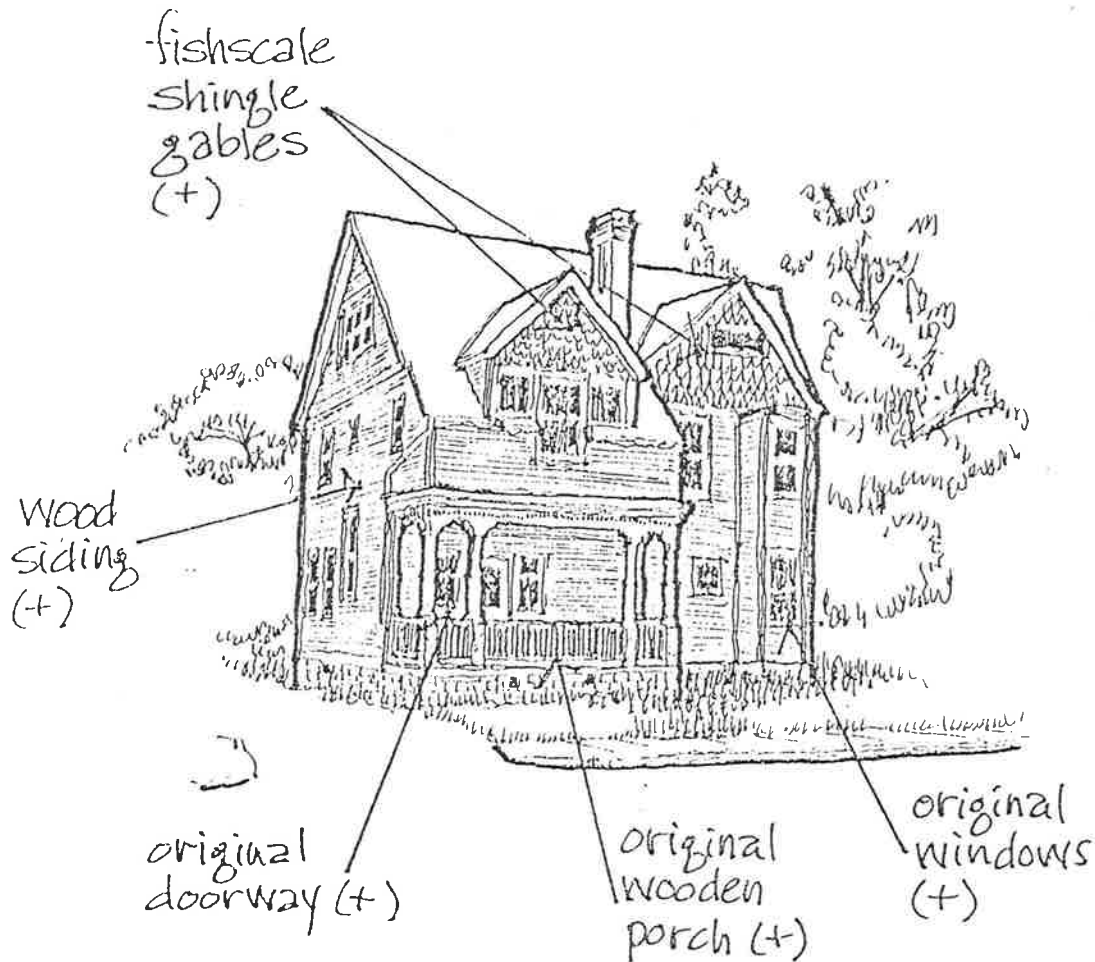 fishscale
shingle
gables
(+)
wood
siding
(+)
original
doorway (+)
original
wooden
porch (+)
original
windows
(+)